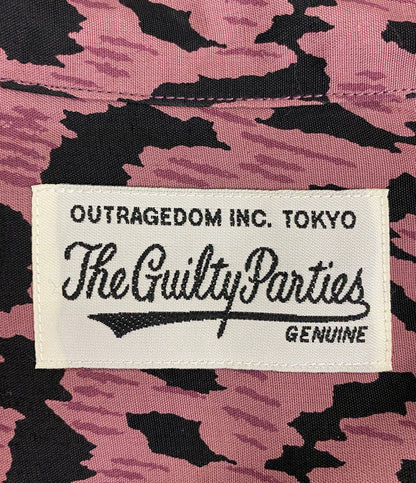 OUTRAGEDOM INC. TOKYO
The Guilty Parties
GENUINE